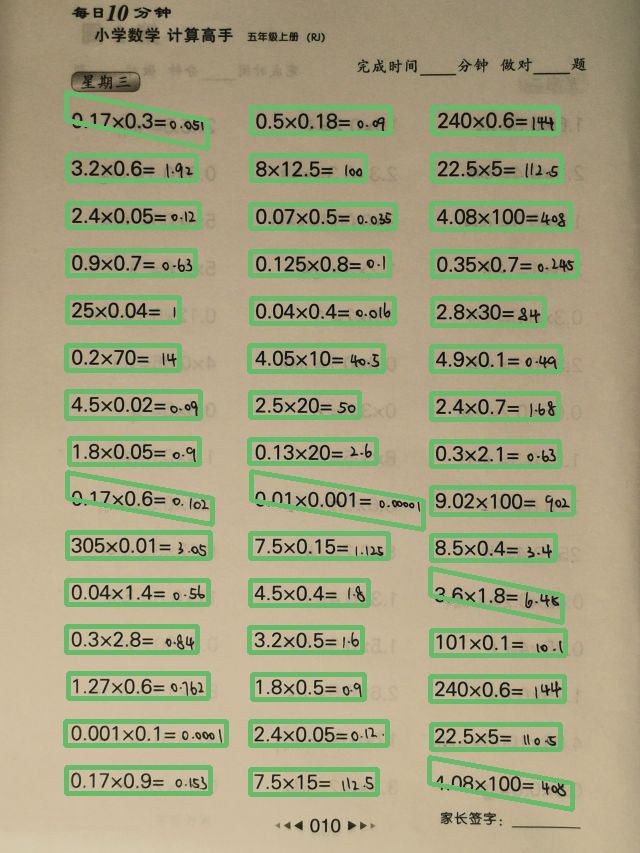 每日10分钟
小学数学 计算高手 五年级上册 (RJ)
完成时间____分钟 做对____题
星期三
0.17×0.3=0.051 0.5×0.18=0.09 240×0.6=144
3.2×0.6=1.92 8×12.5=100 22.5×5=112.5
2.4×0.05=0.12 0.07×0.5=0.035 4.08×100=408
0.9×0.7=0.63 0.125×0.8=0.1 0.35×0.7=0.245
25×0.04=1 0.04×0.4=0.016 2.8×30=84
0.2×70=14 4.05×10=40.5 4.9×0.1=0.49
4.5×0.02=0.09 2.5×20=50 2.4×0.7=1.68
1.8×0.05=0.9 0.13×20=2.6 0.3×2.1=0.63
0.17×0.6=0.102 0.01×0.001=0.00001 9.02×100=902
305×0.01=3.05 7.5×0.15=1.125 8.5×0.4=3.4
0.04×1.4=0.56 4.5×0.4=1.8 3.6×1.8=6.48
0.3×2.8=0.84 3.2×0.5=1.6 101×0.1=10.1
1.27×0.6=0.762 1.8×0.5=0.9 240×0.6=144
0.001×0.1=0.0001 2.4×0.05=0.12 22.5×5=110.5
0.17×0.9=0.153 7.5×15=112.5 4.08×100=408
010
家长签字：________